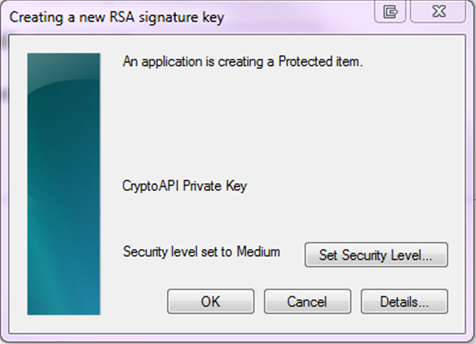 Creating a new RSA signature key
An application is creating a Protected item.
CryptoAPI Private Key
Security level set to Medium
Set Security Level...
OK
Cancel
Details...